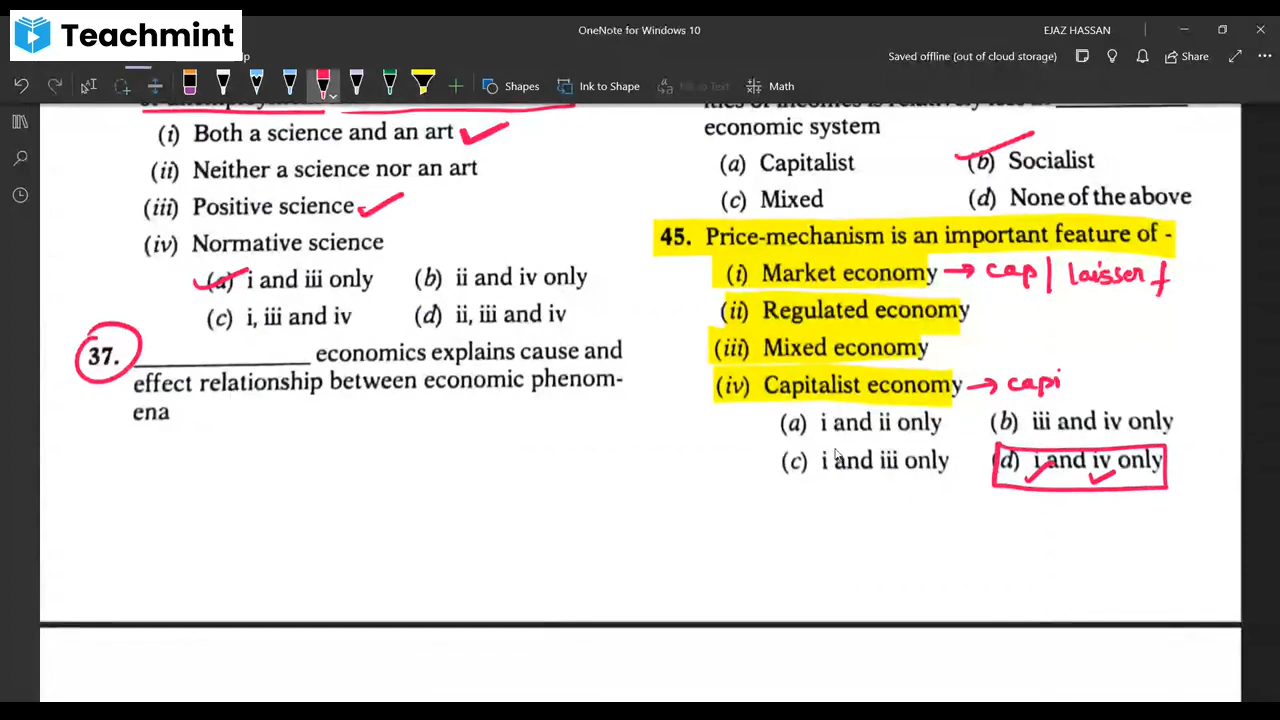 Teachmint
OneNote for Windows 10
EJAZ HASSAN
Saved offline (out of cloud storage)
Share
Shapes
Ink to Shape
Ink to Text
Math
(i) Both a science and an art
(ii) Neither a science nor an art
(iii) Positive science
(iv) Normative science
(a) i and iii only (b) ii and iv only
(c) i, iii and iv (d) ii, iii and iv
37. ______________ economics explains cause and
effect relationship between economic phenom-
ena
economic system
(a) Capitalist (b) Socialist
(c) Mixed (d) None of the above
45. Price-mechanism is an important feature of -
(i) Market economy → cap | laisser f
(ii) Regulated economy
(iii) Mixed economy
(iv) Capitalist economy → capi
(a) i and ii only (b) iii and iv only
(c) i and iii only (d) i and iv only